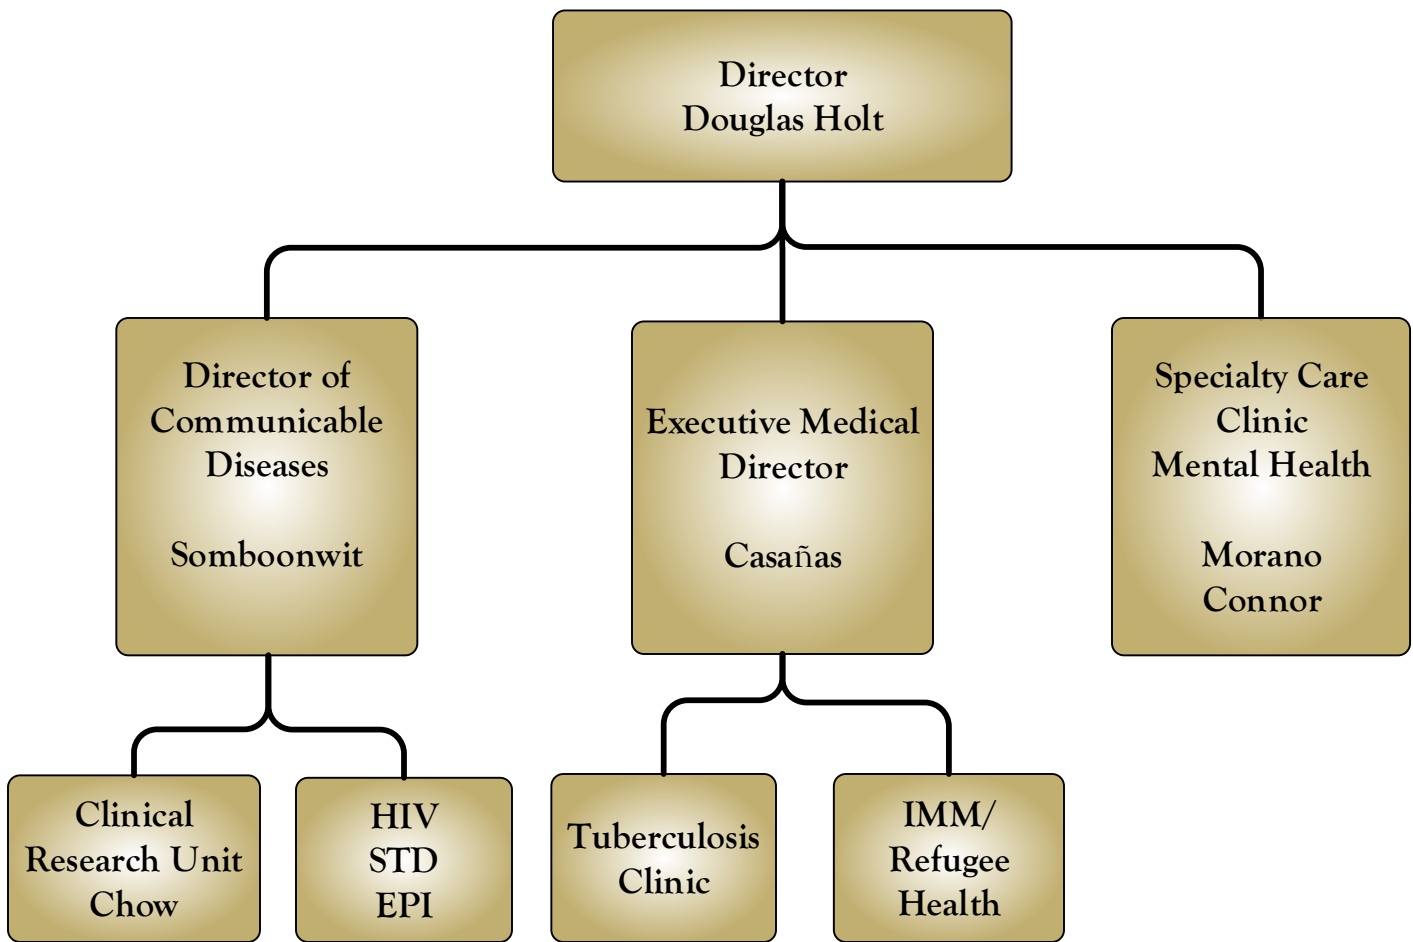 Director
Douglas Holt
Director of
Communicable
Diseases
Somboonwit
Executive Medical
Director
Casañas
Specialty Care
Clinic
Mental Health
Morano
Connor
Clinical
Research Unit
Chow
HIV
STD
EPI
Tuberculosis
Clinic
IMM/
Refugee
Health